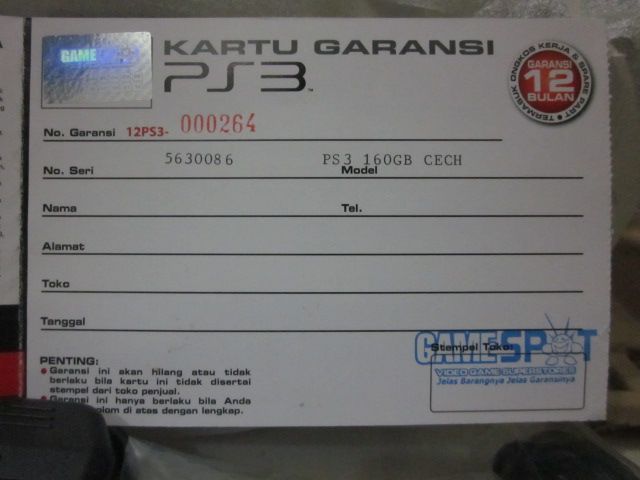 GAME
KARTU GARANSI
PS3
TERMASUK ONGKOS KERJA & SPARE PART
GARANSI
12
BULAN
No. Garansi 12PS3- 000264
5630086 PS3 160GB CECH
No. Seri Model
Nama Tel.
Alamat
Toko
Tanggal
GAMESPOT
Stempel Toko:
VIDEO GAME SUPERSTORES
Jelas Barangnya Jelas Garansinya
PENTING:
Garansi ini akan hilang atau tidak
berlaku bila kartu ini tidak disertai
stempel dari toko penjual.
Garansi ini hanya berlaku bila Anda
di atas dengan lengkap.